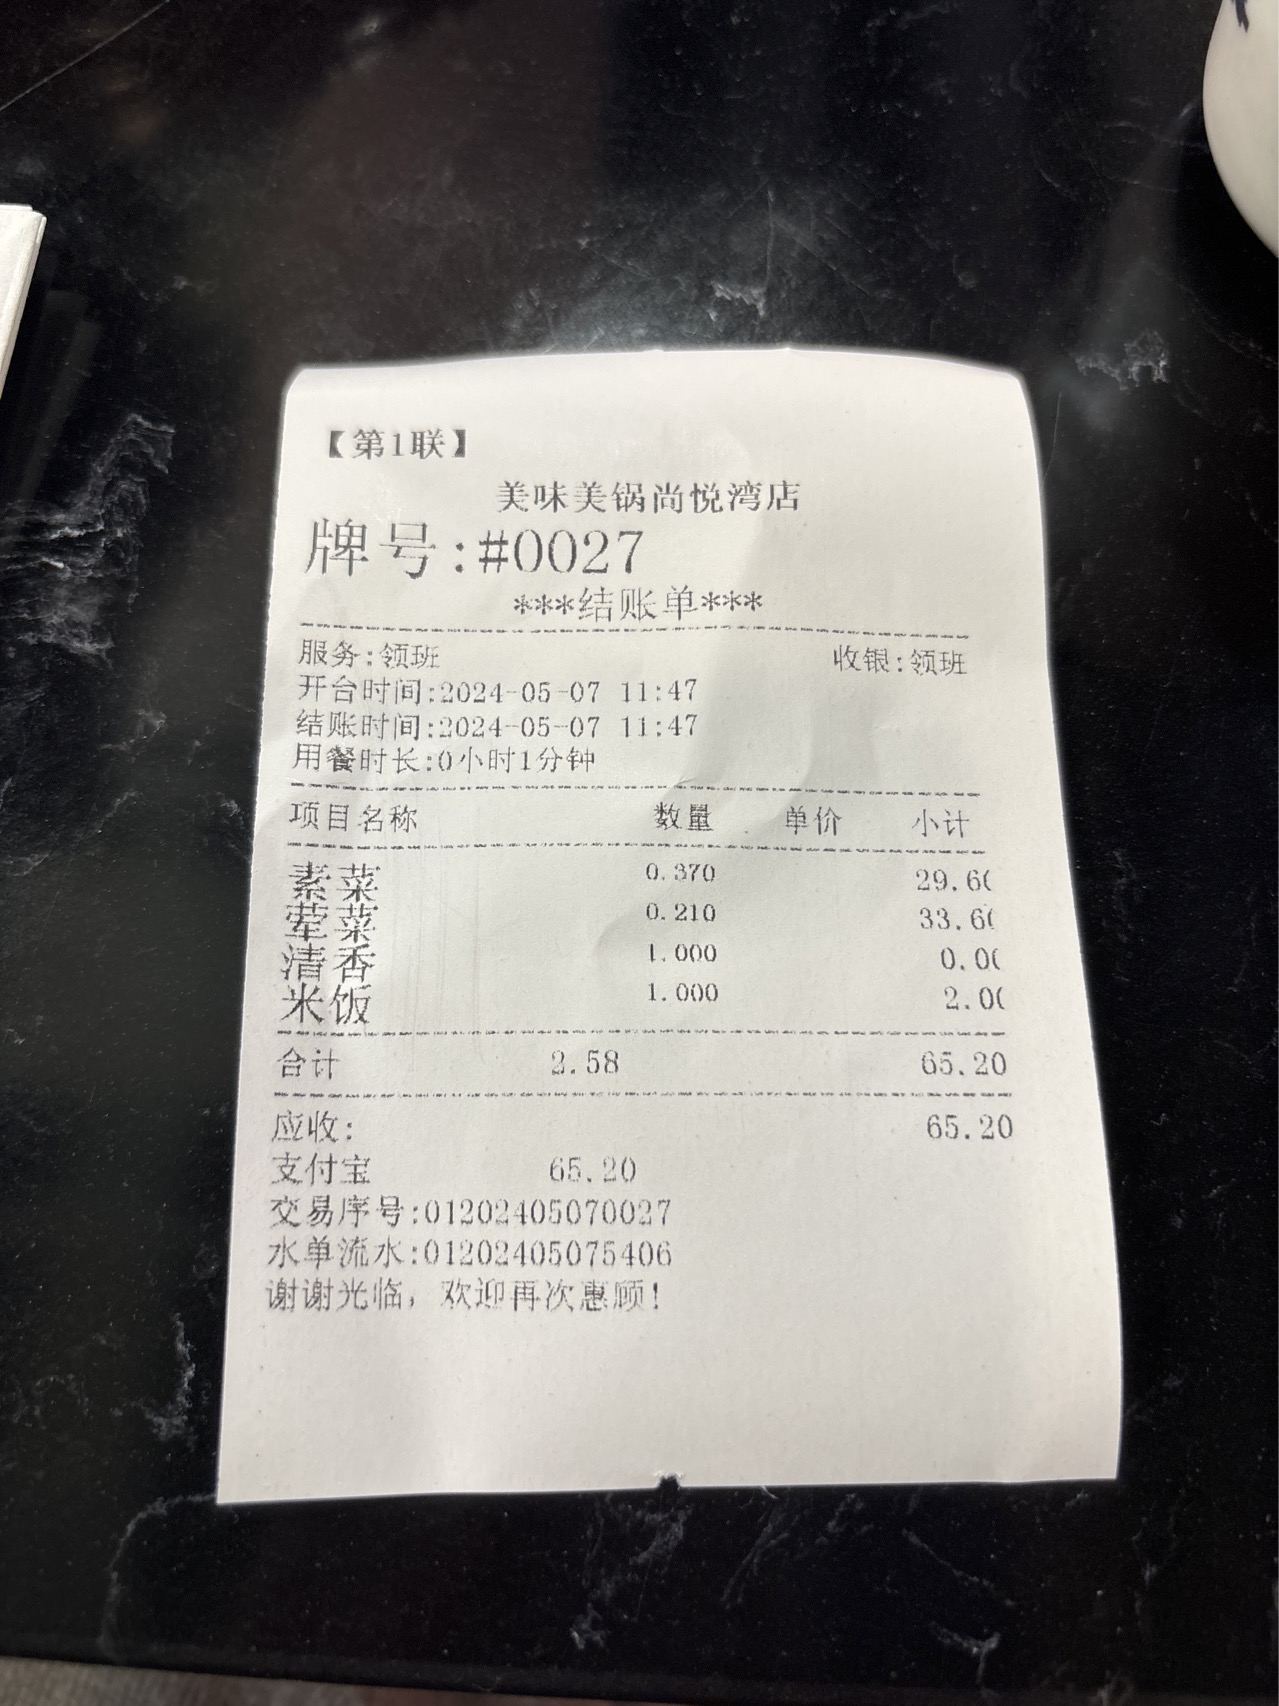 【第1联】
美味美锅尚悦湾店
牌号:#0027
***结账单***
服务:领班 收银:领班
开台时间:2024-05-07 11:47
结账时间:2024-05-07 11:47
用餐时长:0小时1分钟
项目名称 数量 单价 小计
素菜 0.370 29.60
荤菜 0.210 33.60
清香 1.000 0.00
米饭 1.000 2.00
合计 2.58 65.20
应收: 65.20
支付宝 65.20
交易序号:01202405070027
水单流水:01202405075406
谢谢光临，欢迎再次惠顾!